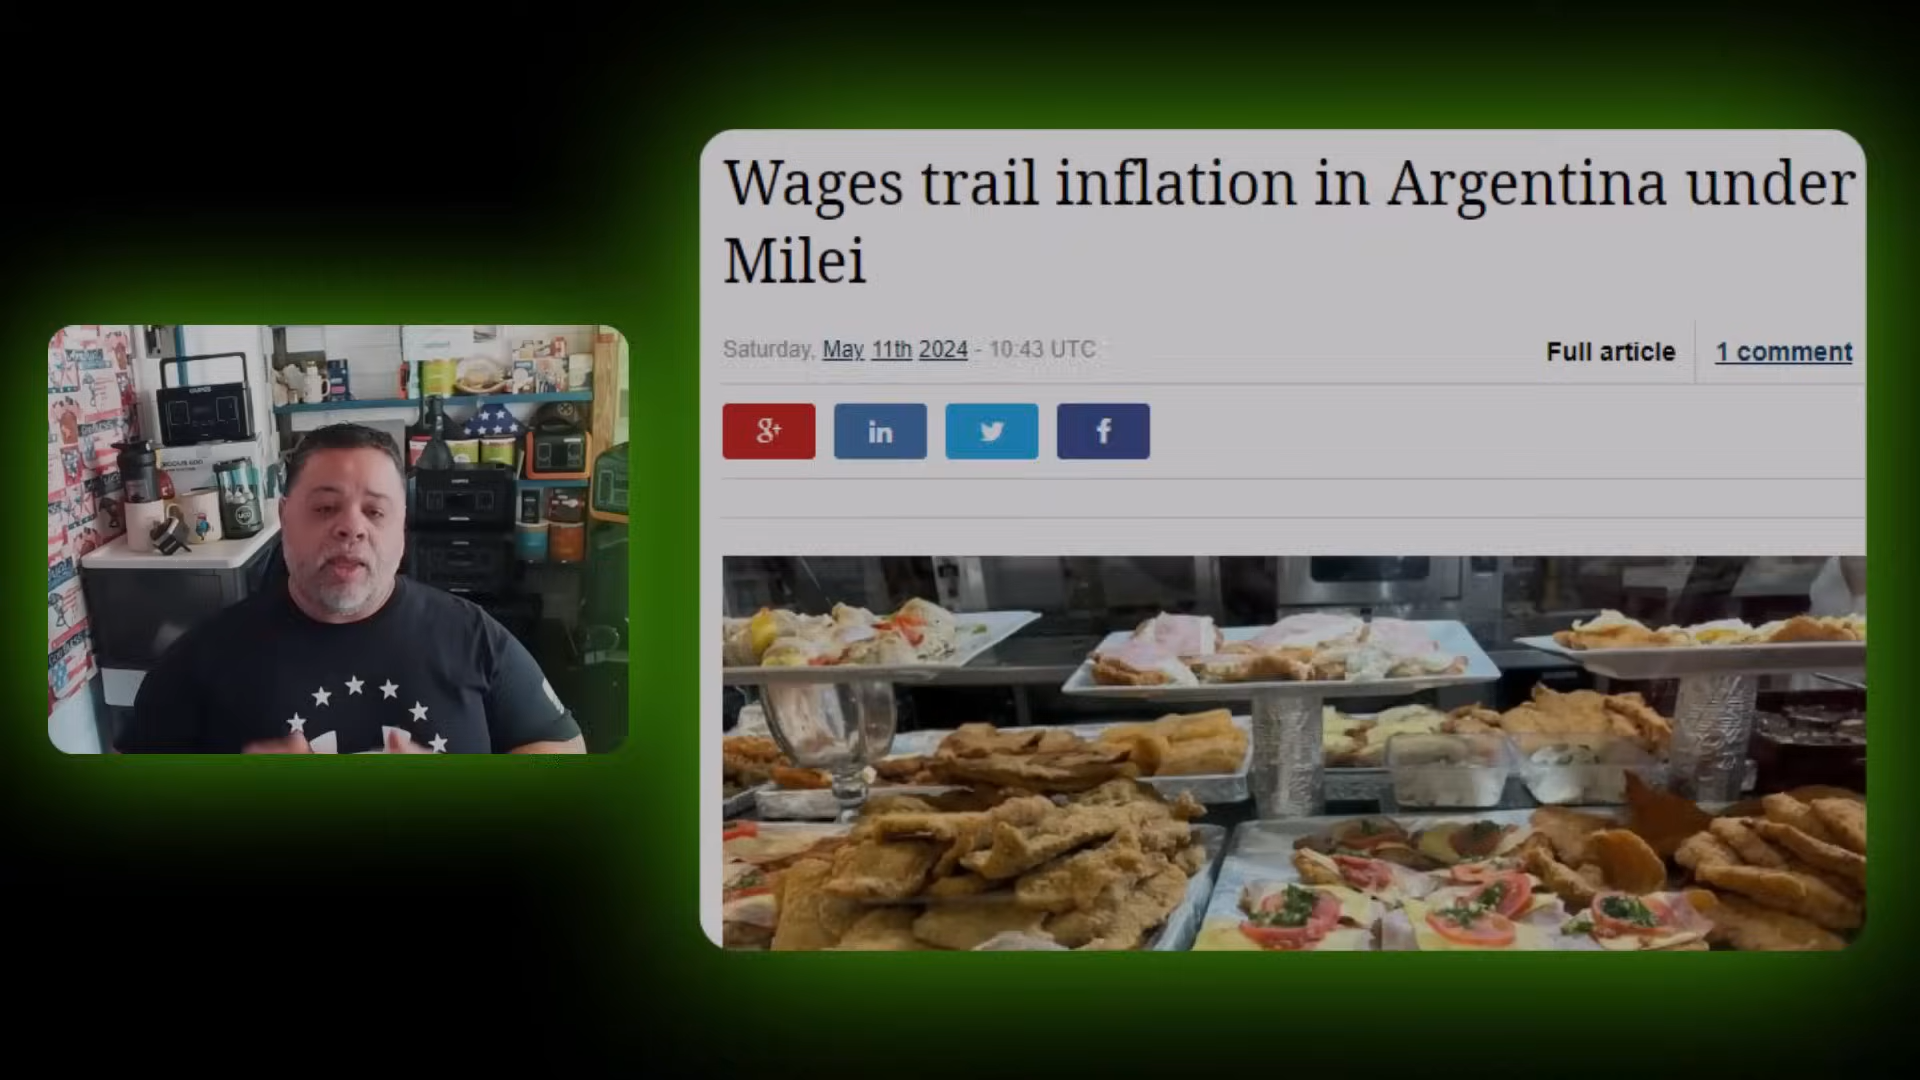 Wages trail inflation in Argentina under
Milei
Saturday, May 11th 2024 - 10:43 UTC
Full article
1 comment
g+
in
f